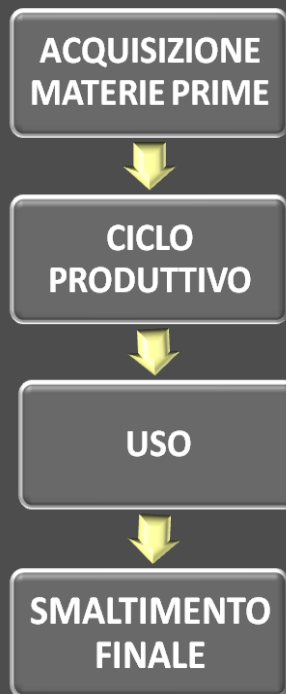 ACQUISIZIONE
MATERIE PRIME
CICLO
PRODUTTIVO
USO
SMALTIMENTO
FINALE